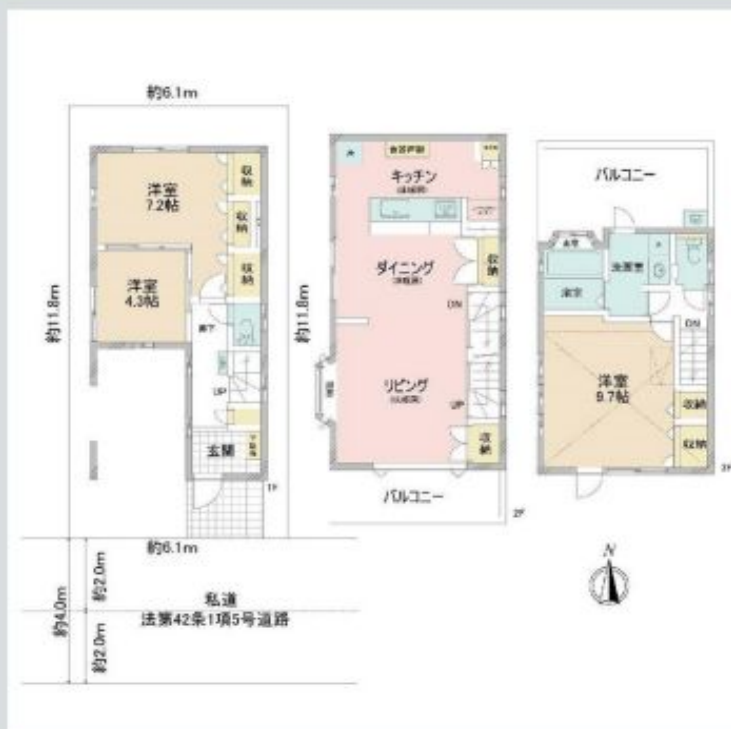 約6.1m
約11.8m
洋室
7.2帖
収納
収納
収納
洋室
4.3帖
廊下
UP
玄関
1F
約11.8m
キッチン
ダイニング
収納
DN
リビング
UP
収納
バルコニー
2F
バルコニー
洗面室
浴室
DN
洋室
9.7帖
収納
収納
3F
約6.1m
約4.0m
約2.0m
約2.0m
私道
法第42条1項5号道路
N